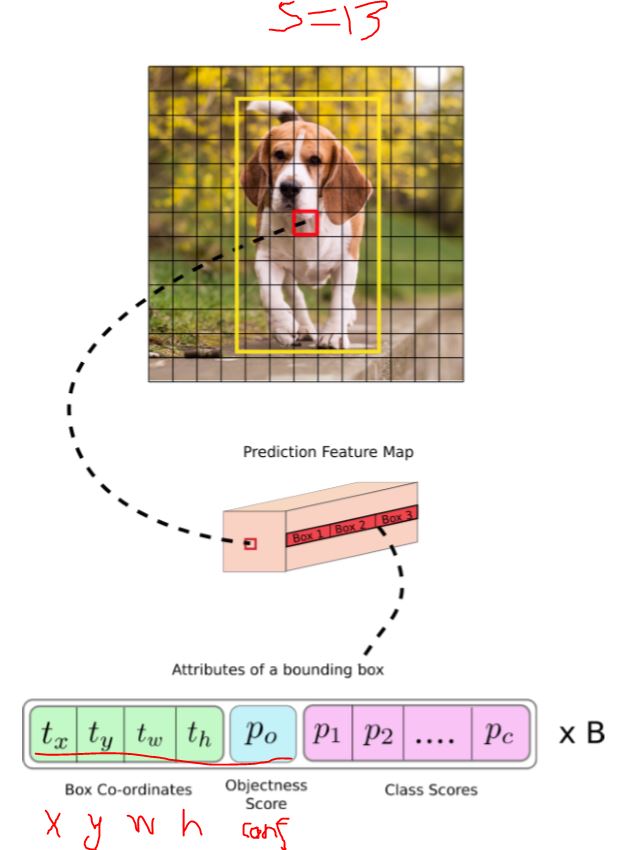 S=13
Prediction Feature Map
Box 1 Box 2 Box 3
Attributes of a bounding box
t_x t_y t_w t_h p_o p_1 p_2 .... p_c x B
Box Co-ordinates Objectness Score Class Scores
x y w h conf